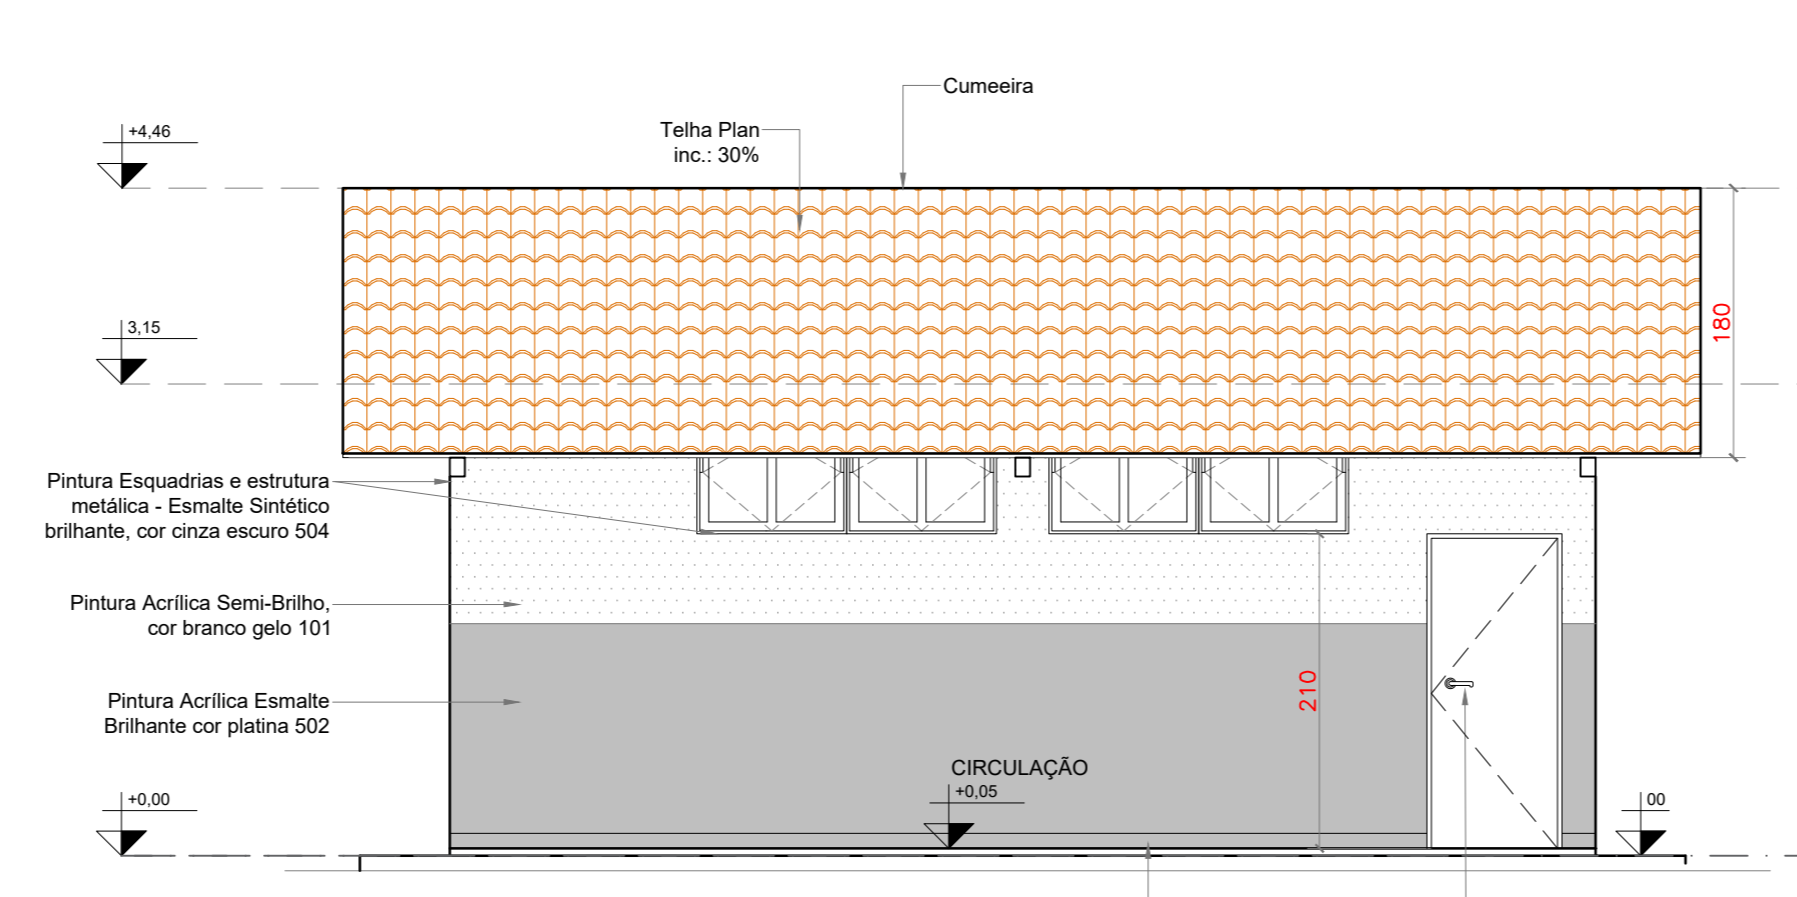 Cumeeira
+4,46
Telha Plan
inc.: 30%
3,15
180
Pintura Esquadrias e estrutura
metálica - Esmalte Sintético
brilhante, cor cinza escuro 504
Pintura Acrílica Semi-Brilho,
cor branco gelo 101
210
Pintura Acrílica Esmalte
Brilhante cor platina 502
CIRCULAÇÃO
+0,05
+0,00
00